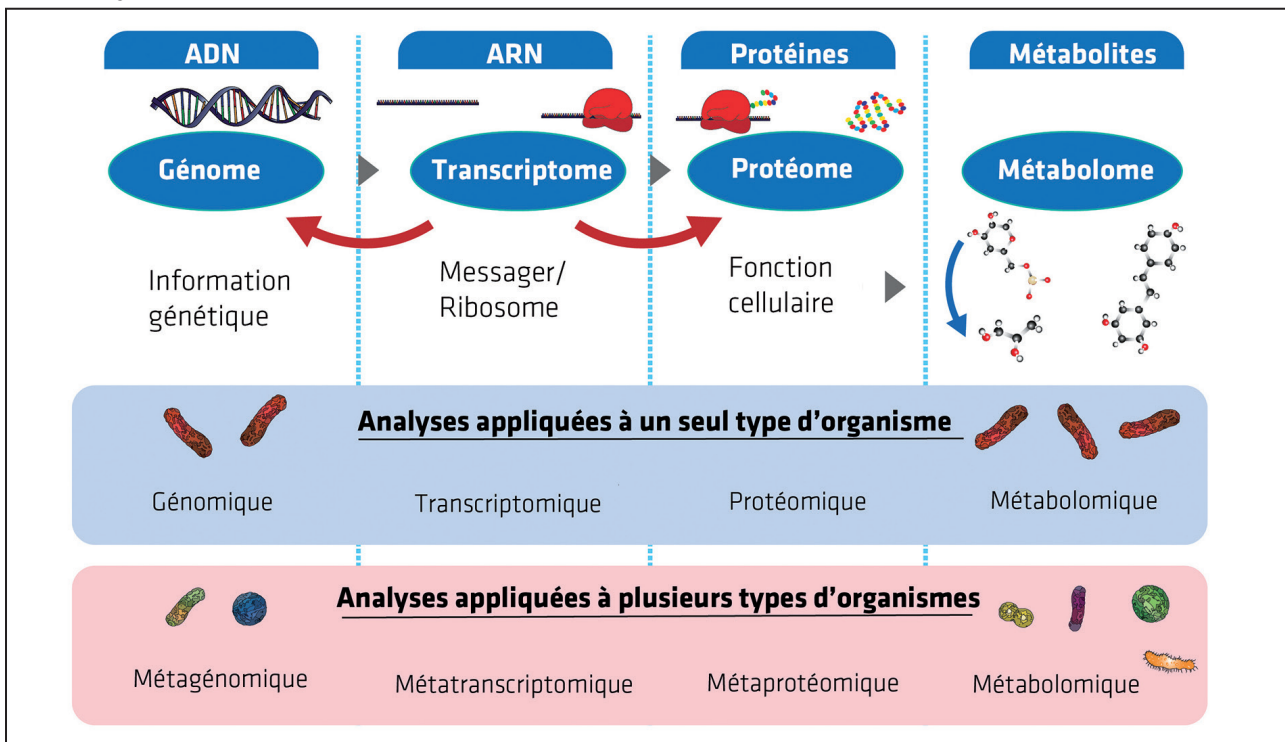 ADN
ARN
Protéines
Métabolites
Génome
Transcriptome
Protéome
Métabolome
Information
génétique
Messager/
Ribosome
Fonction
cellulaire
Analyses appliquées à un seul type d’organisme
Génomique
Transcriptomique
Protéomique
Métabolomique
Analyses appliquées à plusieurs types d’organismes
Métagénomique
Métatranscriptomique
Métaprotéomique
Métabolomique